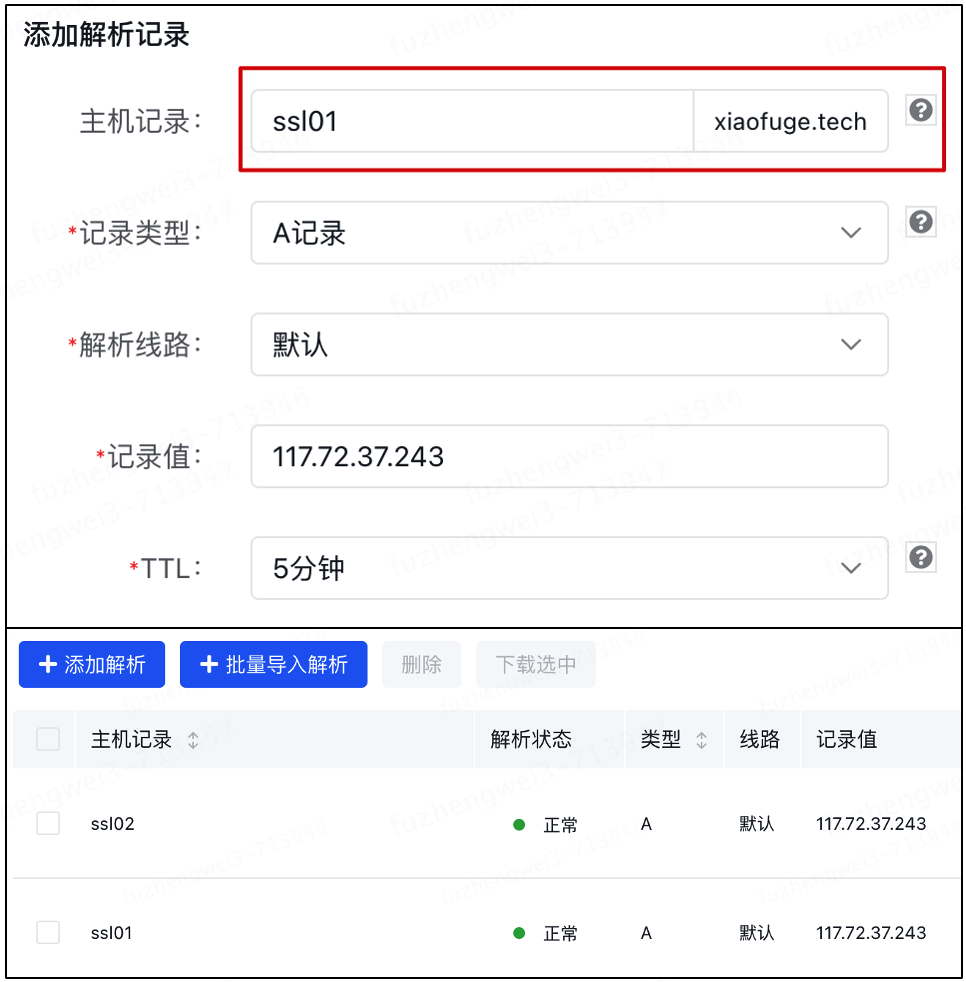 添加解析记录
主机记录: ssl01 xiaofuge.tech
*记录类型: A记录
*解析线路: 默认
*记录值: 117.72.37.243
*TTL: 5分钟
+ 添加解析 + 批量导入解析 删除 下载选中
主机记录 解析状态 类型 线路 记录值
ssl02 正常 A 默认 117.72.37.243
ssl01 正常 A 默认 117.72.37.243